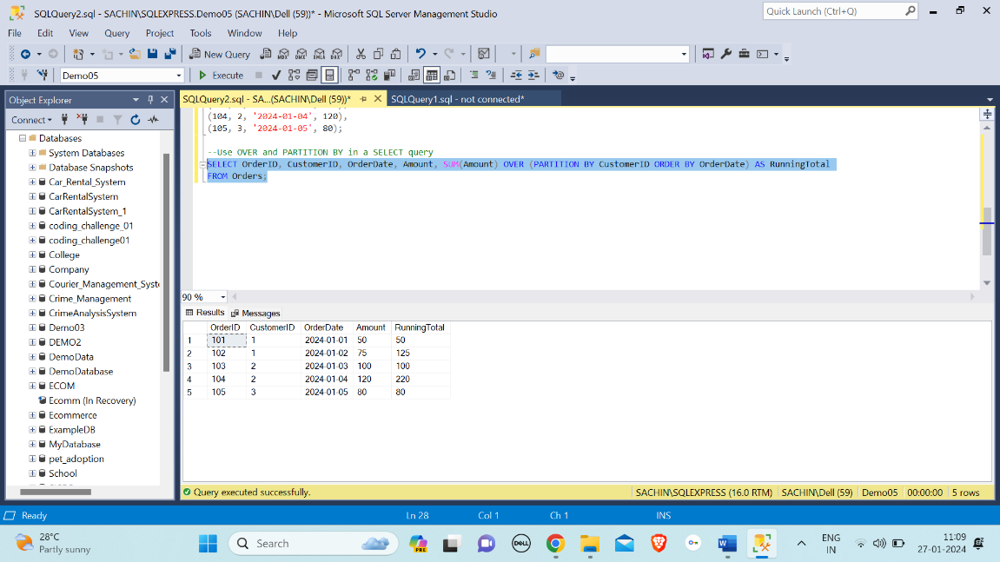 SQLQuery2.sql - SACHIN\SQLEXPRESS.Demo05 (SACHIN\Dell (59))* - Microsoft SQL Server Management Studio
Quick Launch (Ctrl+Q)
File Edit View Query Project Tools Window Help
New Query
MDX DMX XMLA DAX
Demo05
Execute
Object Explorer
SQLQuery2.sql - SA...(SACHIN\Dell (59))*
SQLQuery1.sql - not connected*
Connect
Databases
System Databases
Database Snapshots
Car_Rental_System
CarRentalSystem
CarRentalSystem_1
coding_challenge_01
coding_challenge01
College
Company
Courier_Management_Syste
Crime_Management
CrimeAnalysisSystem
Demo03
DEMO2
DemoData
DemoDatabase
ECOM
Ecomm (In Recovery)
Ecommerce
ExampleDB
MyDatabase
pet_adoption
School
(104, 2, '2024-01-04', 120),
(105, 3, '2024-01-05', 80);
--Use OVER and PARTITION BY in a SELECT query
SELECT OrderID, CustomerID, OrderDate, Amount, SUM(Amount) OVER (PARTITION BY CustomerID ORDER BY OrderDate) AS RunningTotal
FROM Orders;
90 %
Results Messages
OrderID CustomerID OrderDate Amount RunningTotal
1 101 1 2024-01-01 50 50
2 102 1 2024-01-02 75 125
3 103 2 2024-01-03 100 100
4 104 2 2024-01-04 120 220
5 105 3 2024-01-05 80 80
Query executed successfully.
SACHIN\SQLEXPRESS (16.0 RTM) SACHIN\Dell (59) Demo05 00:00:00 5 rows
Ready
Ln 28 Col 1 Ch 1 INS
28°C
Partly sunny
Search
PRE
DELL
ENG
IN
11:09
27-01-2024